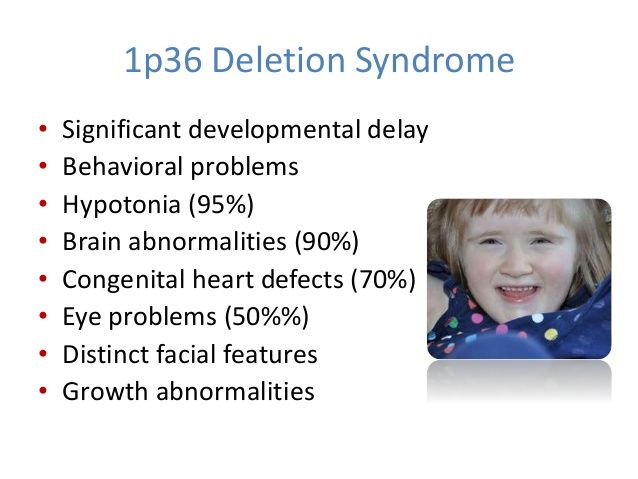 1p36 Deletion Syndrome
• Significant developmental delay
• Behavioral problems
• Hypotonia (95%)
• Brain abnormalities (90%)
• Congenital heart defects (70%)
• Eye problems (50%%)
• Distinct facial features
• Growth abnormalities